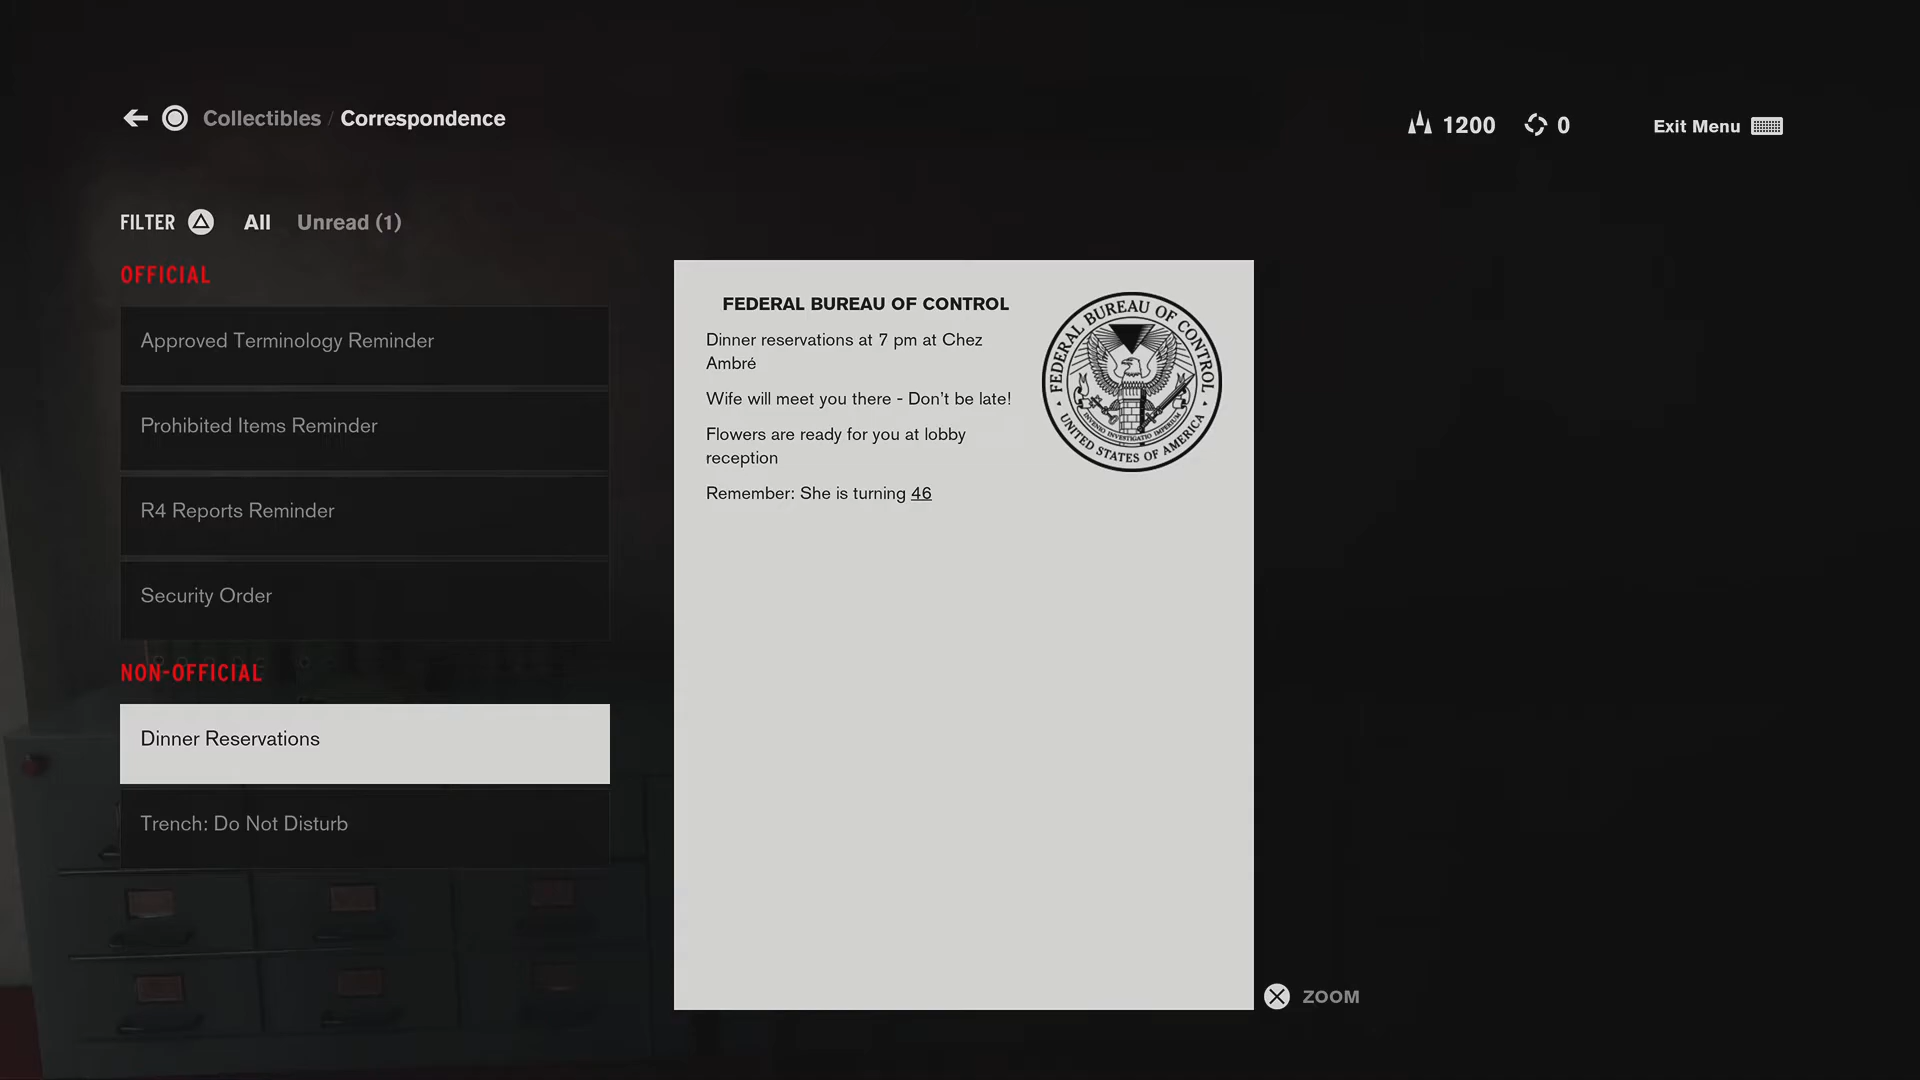 Collectibles / Correspondence
1200
0
Exit Menu
FILTER All Unread (1)
OFFICIAL
Approved Terminology Reminder
Prohibited Items Reminder
R4 Reports Reminder
Security Order
NON-OFFICIAL
Dinner Reservations
Trench: Do Not Disturb
FEDERAL BUREAU OF CONTROL
Dinner reservations at 7 pm at Chez
Ambré
Wife will meet you there - Don't be late!
Flowers are ready for you at lobby
reception
Remember: She is turning 46
FEDERAL BUREAU OF CONTROL
INVENIO INVESTIGATIO IMPERIUM
UNITED STATES OF AMERICA
ZOOM